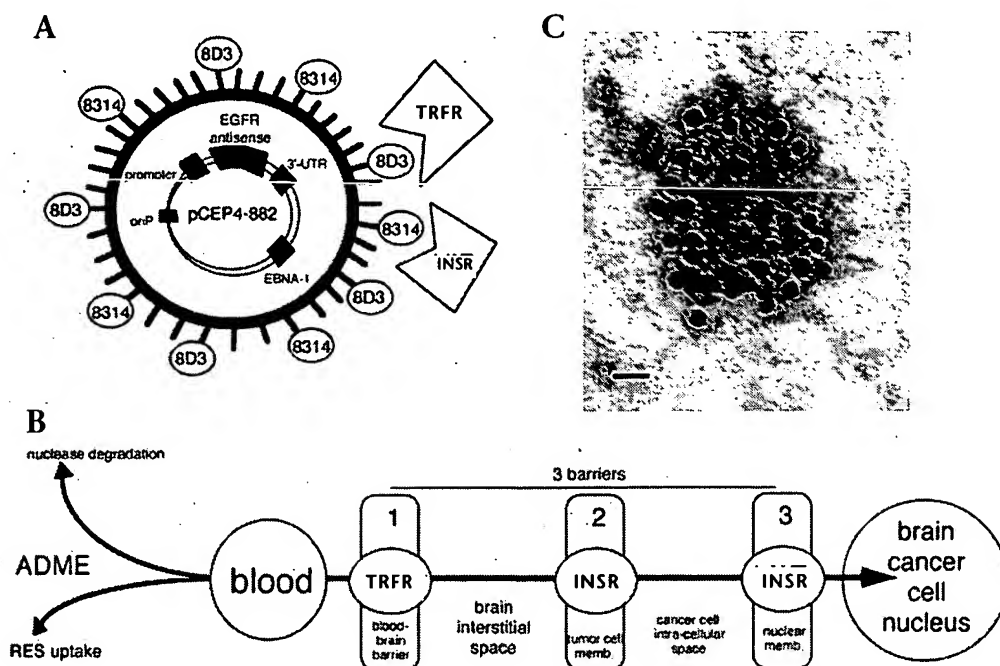 A
8D3
8314
8314
EGFR
antisense
promoter
3'-UTR
8D3
TRFR
8D3
oriP
pCEP4-882
8314
INSR
EBNA-1
8D3
8314
8314
8D3
C
B
nuclease degradation
ADME
RES uptake
blood
3 barriers
1
TRFR
blood-
brain
barrier
brain
interstitial
space
2
INSR
tumor cell
memb.
cancer cell
intra-cellular
space
3
INSR
nuclear
memb.
brain
cancer
cell
nucleus